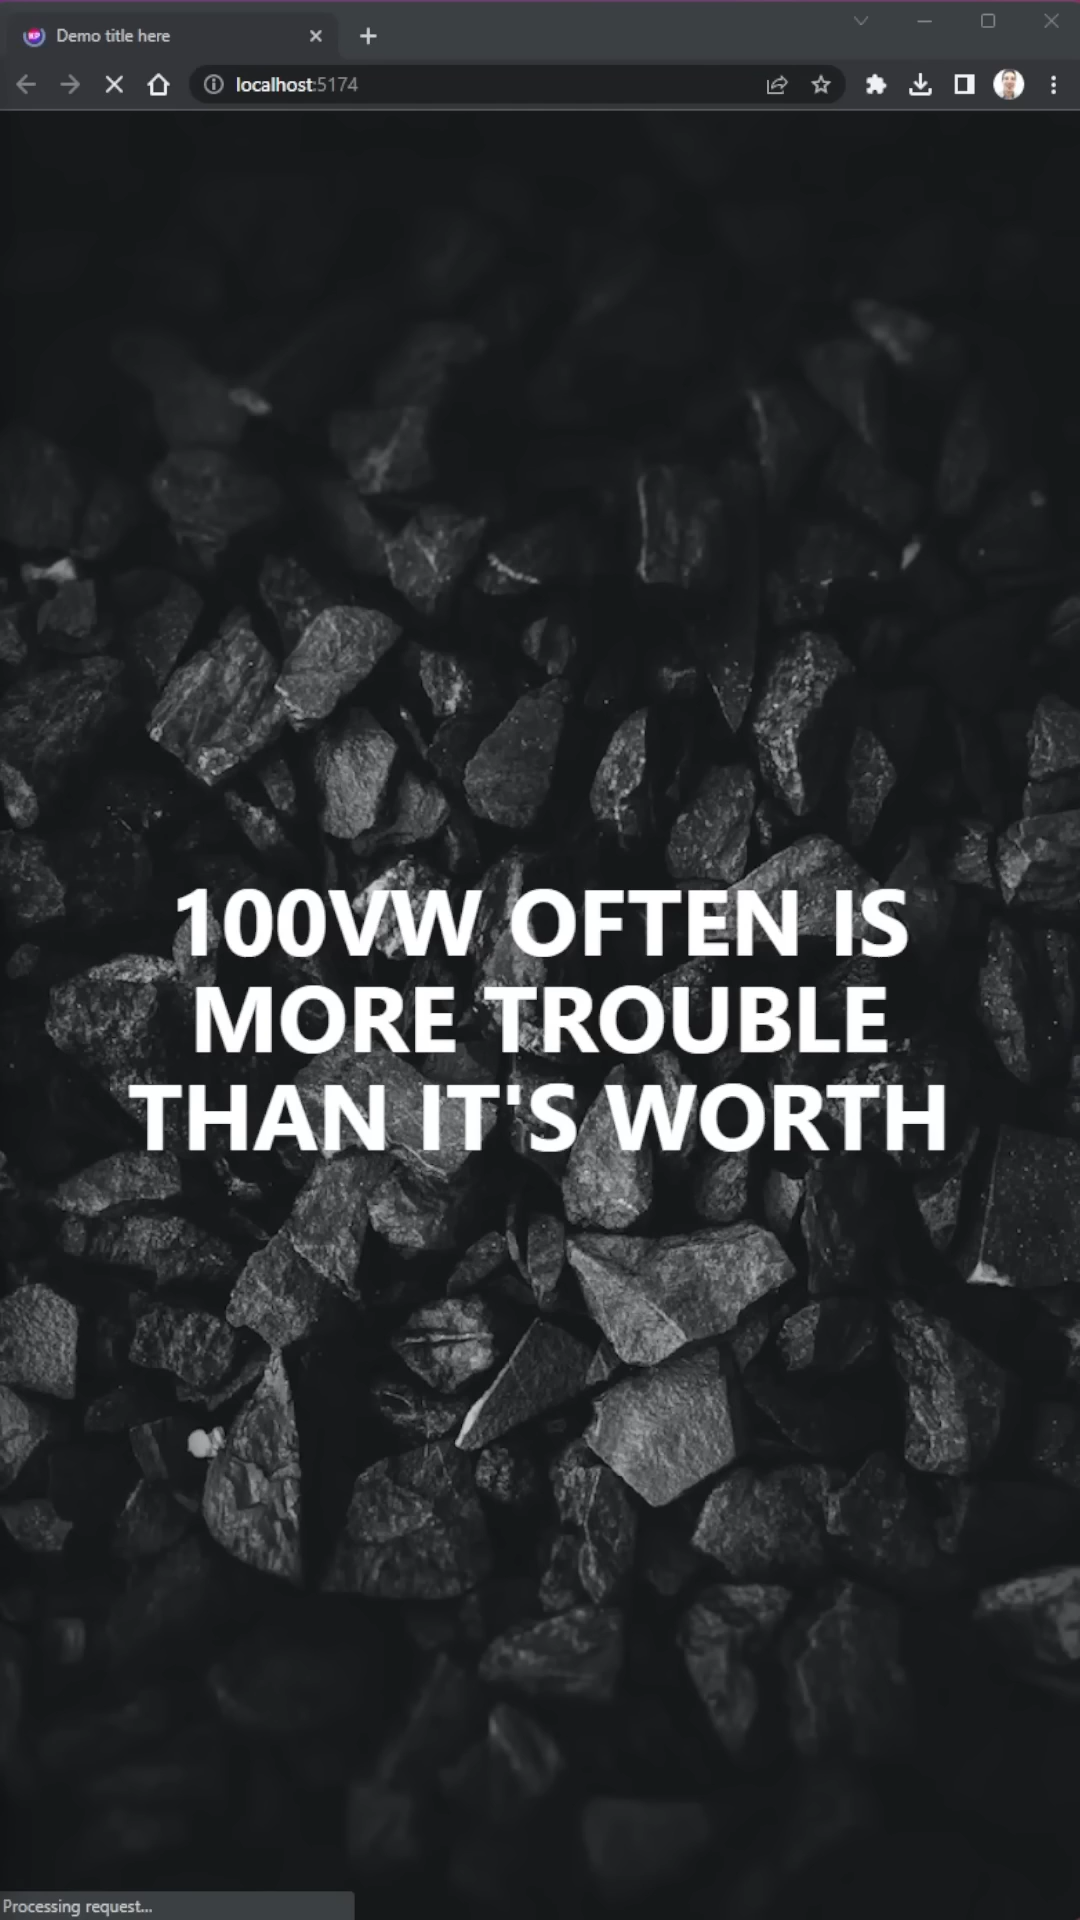 Demo title here
localhost:5174
100VW OFTEN IS
MORE TROUBLE
THAN IT'S WORTH
Processing request...